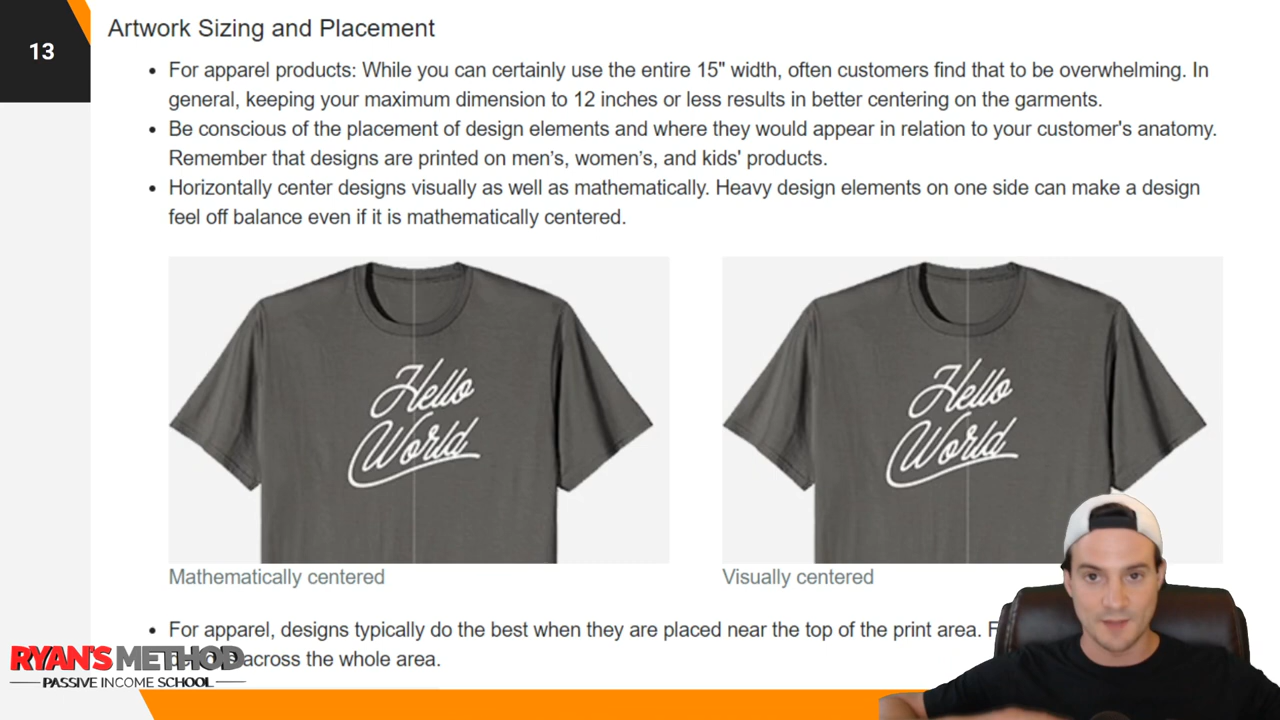 13
Artwork Sizing and Placement
• For apparel products: While you can certainly use the entire 15" width, often customers find that to be overwhelming. In
general, keeping your maximum dimension to 12 inches or less results in better centering on the garments.
• Be conscious of the placement of design elements and where they would appear in relation to your customer's anatomy.
Remember that designs are printed on men’s, women’s, and kids' products.
• Horizontally center designs visually as well as mathematically. Heavy design elements on one side can make a design
feel off balance even if it is mathematically centered.
Hello
World
Hello
World
Mathematically centered
Visually centered
• For apparel, designs typically do the best when they are placed near the top of the print area.
across the whole area.
RYAN'S METHOD
PASSIVE INCOME SCHOOL